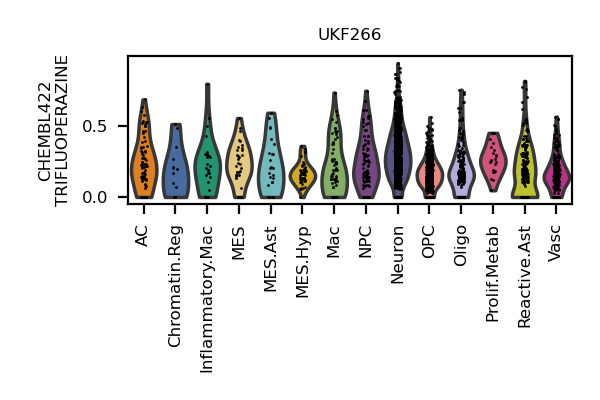 UKF266
CHEMBL422
TRIFLUOPERAZINE
0.5
0.0
AC
Chromatin.Reg
Inflammatory.Mac
MES
MES.Ast
MES.Hyp
Mac
NPC
Neuron
OPC
Oligo
Prolif.Metab
Reactive.Ast
Vasc